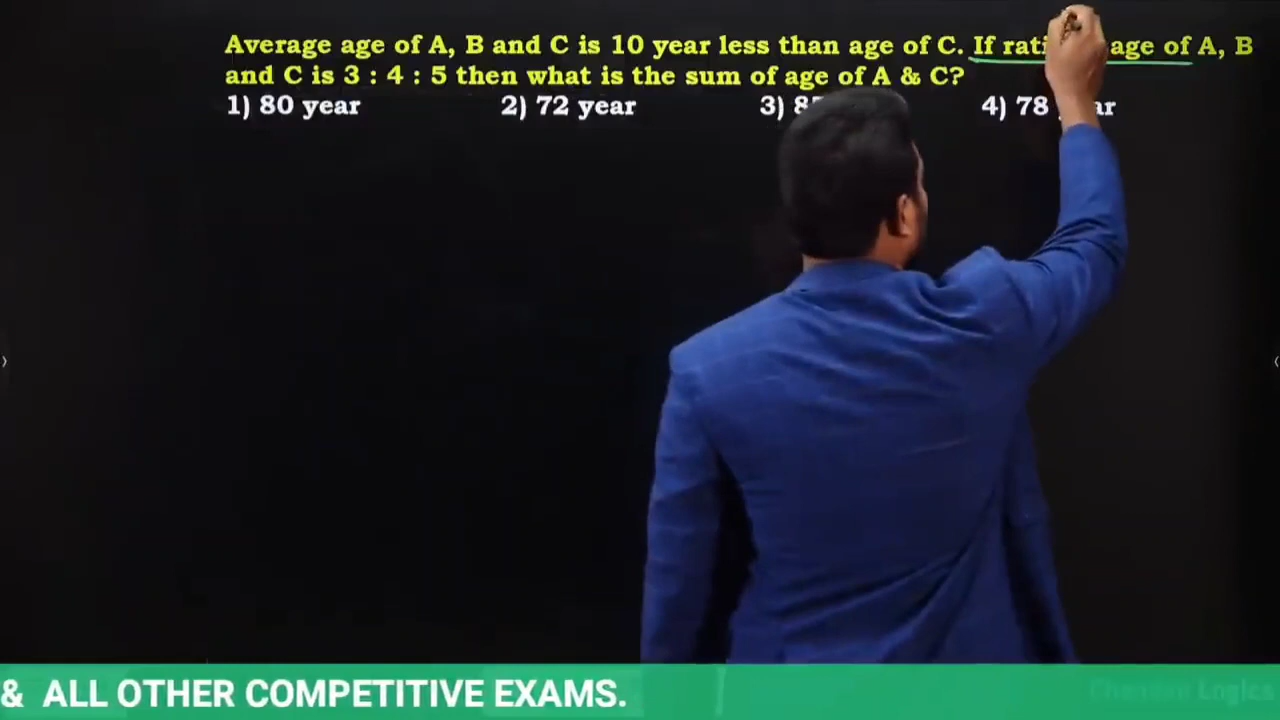 Average age of A, B and C is 10 year less than age of C. If age of A, B
and C is 3 : 4 : 5 then what is the sum of age of A & C?
1) 80 year 2) 72 year 3) 4) 78
& ALL OTHER COMPETITIVE EXAMS.
Chandan Logics